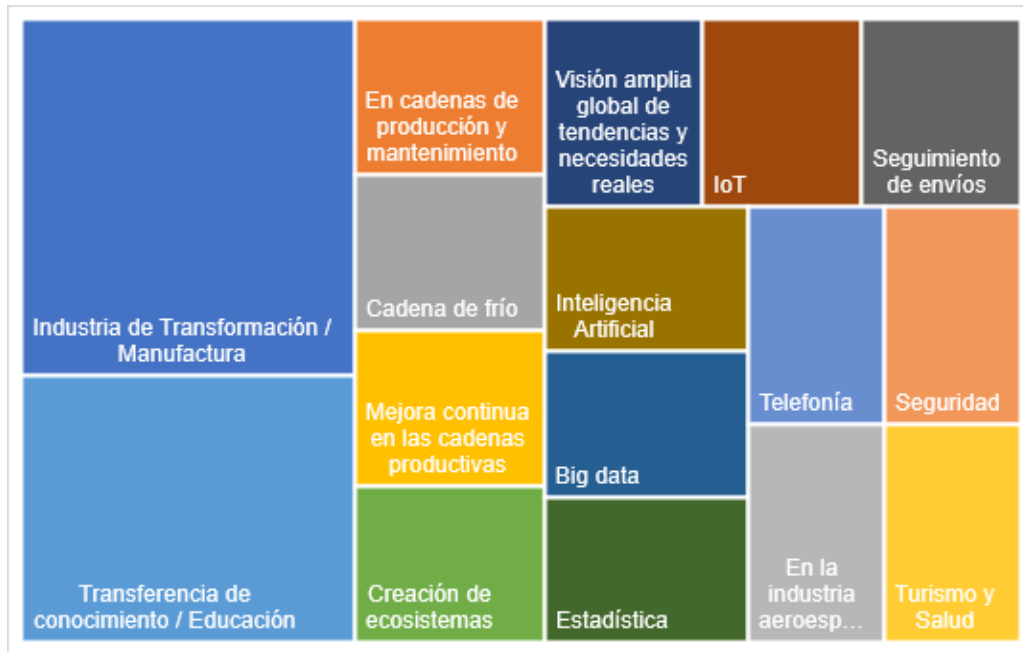 Industria de Transformación /
Manufactura
Transferencia de
conocimiento / Educación
En cadenas de
producción y
mantenimiento
Cadena de frío
Mejora continua
en las cadenas
productivas
Creación de
ecosistemas
Visión amplia
global de
tendencias y
necesidades
reales
IoT
Seguimiento
de envíos
Inteligencia
Artificial
Big data
Estadística
Telefonía
Seguridad
En la
industria
aeroesp...
Turismo y
Salud